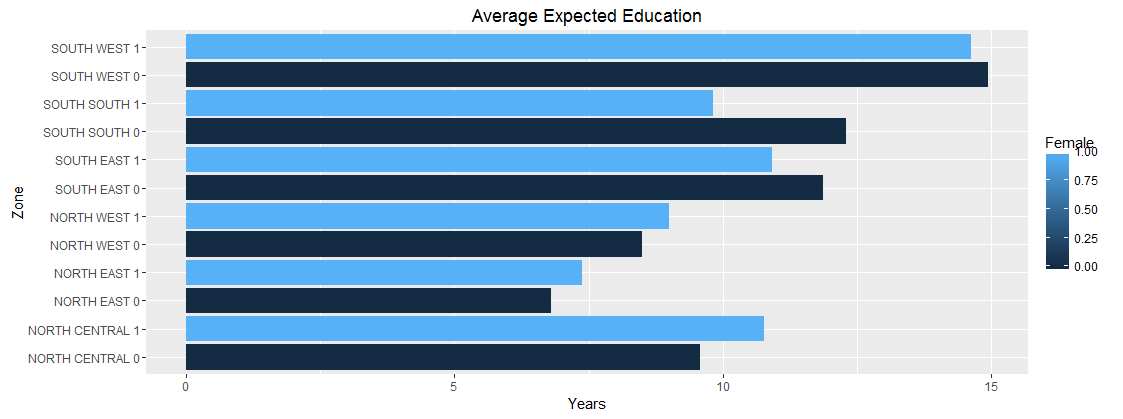 Average Expected Education
SOUTH WEST 1
SOUTH WEST 0
SOUTH SOUTH 1
SOUTH SOUTH 0
SOUTH EAST 1
SOUTH EAST 0
NORTH WEST 1
NORTH WEST 0
NORTH EAST 1
NORTH EAST 0
NORTH CENTRAL 1
NORTH CENTRAL 0
Zone
0 5 10 15
Years
Female
1.00
0.75
0.50
0.25
0.00